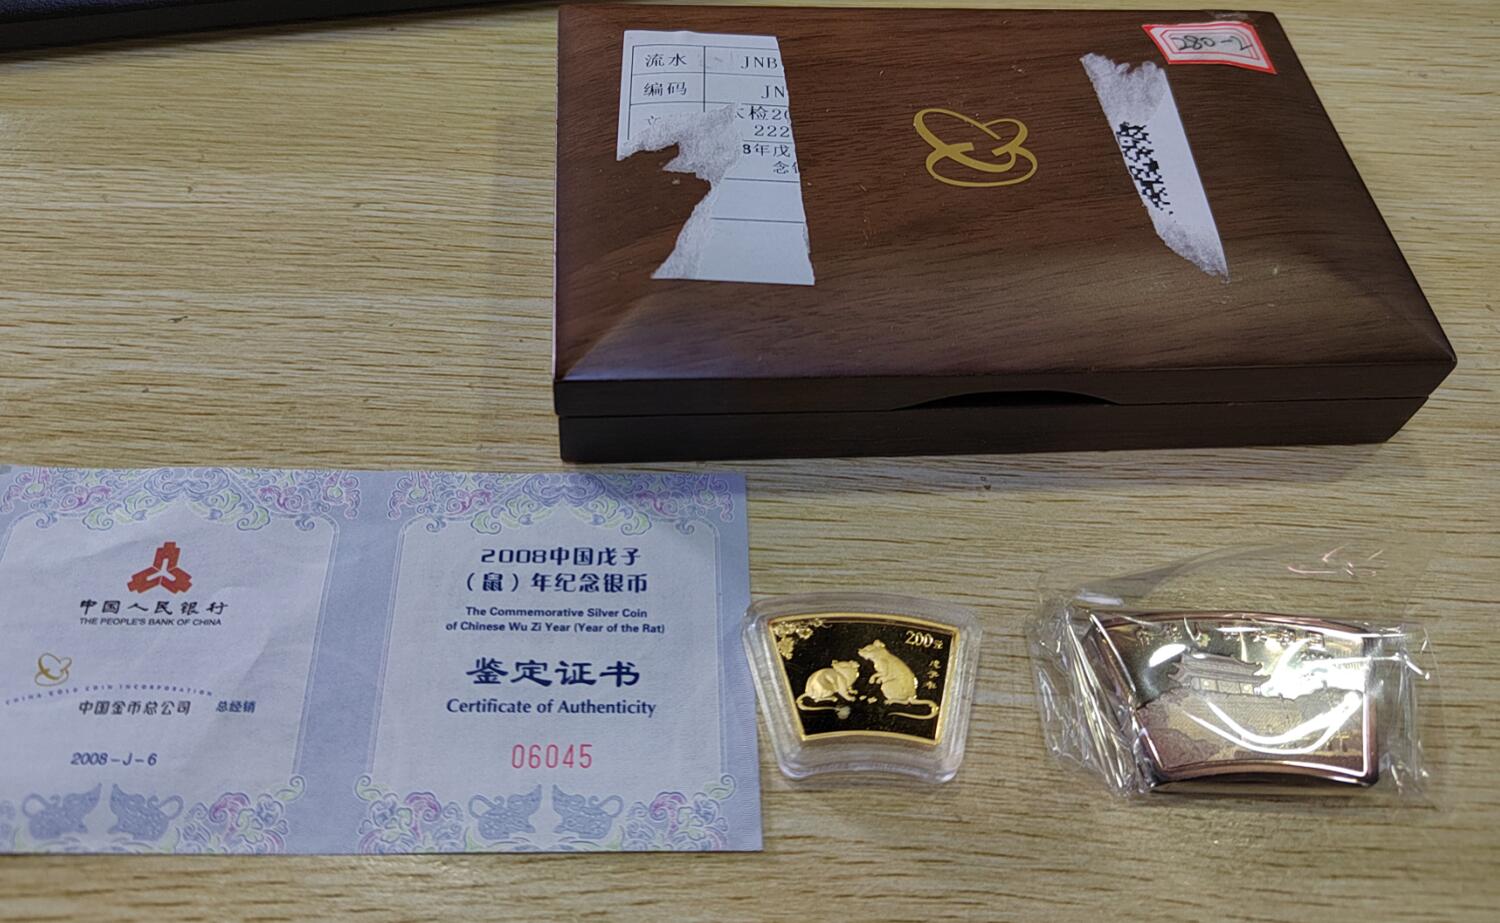 流水 JNB
编码 JN
检20
222
8年戊
念
280-2
中国人民银行
THE PEOPLE'S BANK OF CHINA
CHINA GOLD COIN INCORPORATION
中国金币总公司 总经销
2008-J-6
2008中国戊子
（鼠）年纪念银币
The Commemorative Silver Coin
of Chinese Wu Zi Year (Year of the Rat)
鉴定证书
Certificate of Authenticity
06045
200元
戊子年